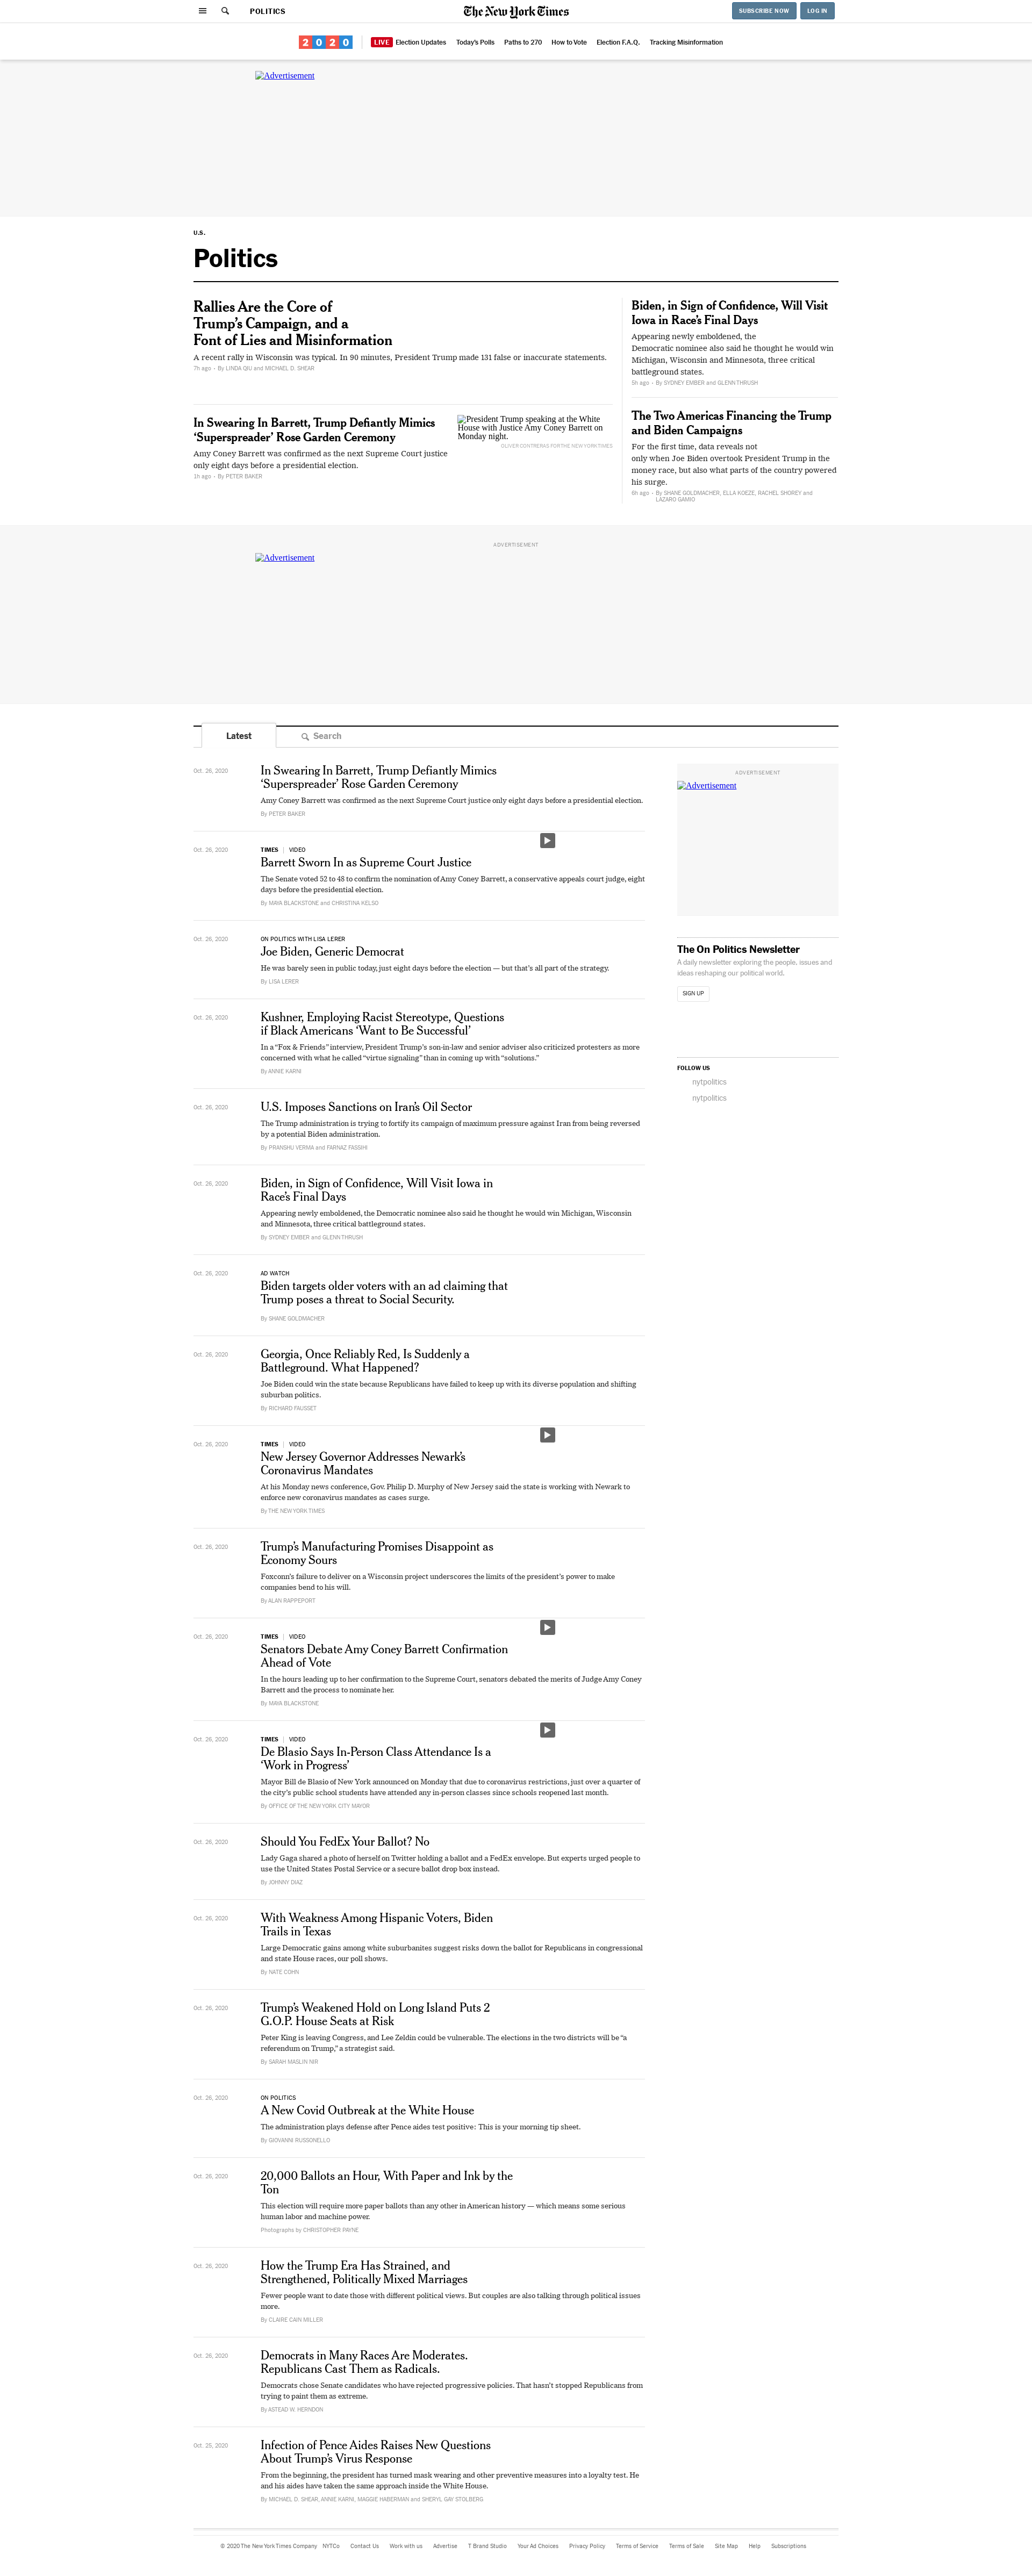 POLITICS
The New York Times
SUBSCRIBE NOW
LOG IN
2020
LIVE Election Updates
Today's Polls
Paths to 270
How to Vote
Election F.A.Q.
Tracking Misinformation
Advertisement
U.S.
Politics
Rallies Are the Core of
Trump’s Campaign, and a
Font of Lies and Misinformation
A recent rally in Wisconsin was typical. In 90 minutes, President Trump made 131 false or inaccurate statements.
7h ago · By LINDA QIU and MICHAEL D. SHEAR
In Swearing In Barrett, Trump Defiantly Mimics
‘Superspreader’ Rose Garden Ceremony
Amy Coney Barrett was confirmed as the next Supreme Court justice
only eight days before a presidential election.
1h ago · By PETER BAKER
President Trump speaking at the White
House with Justice Amy Coney Barrett on
Monday night.
OLIVER CONTRERAS FOR THE NEW YORK TIMES
Biden, in Sign of Confidence, Will Visit
Iowa in Race’s Final Days
Appearing newly emboldened, the
Democratic nominee also said he thought he would win
Michigan, Wisconsin and Minnesota, three critical
battleground states.
5h ago · By SYDNEY EMBER and GLENN THRUSH
The Two Americas Financing the Trump
and Biden Campaigns
For the first time, data reveals not
only when Joe Biden overtook President Trump in the
money race, but also what parts of the country powered
his surge.
6h ago · By SHANE GOLDMACHER, ELLA KOEZE, RACHEL SHOREY and
LAZARO GAMIO
ADVERTISEMENT
Advertisement
Latest
Search
Oct. 26, 2020
In Swearing In Barrett, Trump Defiantly Mimics
‘Superspreader’ Rose Garden Ceremony
Amy Coney Barrett was confirmed as the next Supreme Court justice only eight days before a presidential election.
By PETER BAKER
Oct. 26, 2020
TIMES | VIDEO
Barrett Sworn In as Supreme Court Justice
The Senate voted 52 to 48 to confirm the nomination of Amy Coney Barrett, a conservative appeals court judge, eight
days before the presidential election.
By MAYA BLACKSTONE and CHRISTINA KELSO
Oct. 26, 2020
ON POLITICS WITH LISA LERER
Joe Biden, Generic Democrat
He was barely seen in public today, just eight days before the election — but that’s all part of the strategy.
By LISA LERER
Oct. 26, 2020
Kushner, Employing Racist Stereotype, Questions
if Black Americans ‘Want to Be Successful’
In a “Fox & Friends” interview, President Trump’s son-in-law and senior adviser also criticized protesters as more
concerned with what he called “virtue signaling” than in coming up with “solutions.”
By ANNIE KARNI
Oct. 26, 2020
U.S. Imposes Sanctions on Iran’s Oil Sector
The Trump administration is trying to fortify its campaign of maximum pressure against Iran from being reversed
by a potential Biden administration.
By PRANSHU VERMA and FARNAZ FASSIHI
Oct. 26, 2020
Biden, in Sign of Confidence, Will Visit Iowa in
Race’s Final Days
Appearing newly emboldened, the Democratic nominee also said he thought he would win Michigan, Wisconsin
and Minnesota, three critical battleground states.
By SYDNEY EMBER and GLENN THRUSH
Oct. 26, 2020
AD WATCH
Biden targets older voters with an ad claiming that
Trump poses a threat to Social Security.
By SHANE GOLDMACHER
Oct. 26, 2020
Georgia, Once Reliably Red, Is Suddenly a
Battleground. What Happened?
Joe Biden could win the state because Republicans have failed to keep up with its diverse population and shifting
suburban politics.
By RICHARD FAUSSET
Oct. 26, 2020
TIMES | VIDEO
New Jersey Governor Addresses Newark’s
Coronavirus Mandates
At his Monday news conference, Gov. Philip D. Murphy of New Jersey said the state is working with Newark to
enforce new coronavirus mandates as cases surge.
By THE NEW YORK TIMES
Oct. 26, 2020
Trump’s Manufacturing Promises Disappoint as
Economy Sours
Foxconn’s failure to deliver on a Wisconsin project underscores the limits of the president’s power to make
companies bend to his will.
By ALAN RAPPEPORT
Oct. 26, 2020
TIMES | VIDEO
Senators Debate Amy Coney Barrett Confirmation
Ahead of Vote
In the hours leading up to her confirmation to the Supreme Court, senators debated the merits of Judge Amy Coney
Barrett and the process to nominate her.
By MAYA BLACKSTONE
Oct. 26, 2020
TIMES | VIDEO
De Blasio Says In-Person Class Attendance Is a
‘Work in Progress’
Mayor Bill de Blasio of New York announced on Monday that due to coronavirus restrictions, just over a quarter of
the city’s public school students have attended any in-person classes since schools reopened last month.
By OFFICE OF THE NEW YORK CITY MAYOR
Oct. 26, 2020
Should You FedEx Your Ballot? No
Lady Gaga shared a photo of herself on Twitter holding a ballot and a FedEx envelope. But experts urged people to
use the United States Postal Service or a secure ballot drop box instead.
By JOHNNY DIAZ
Oct. 26, 2020
With Weakness Among Hispanic Voters, Biden
Trails in Texas
Large Democratic gains among white suburbanites suggest risks down the ballot for Republicans in congressional
and state House races, our poll shows.
By NATE COHN
Oct. 26, 2020
Trump’s Weakened Hold on Long Island Puts 2
G.O.P. House Seats at Risk
Peter King is leaving Congress, and Lee Zeldin could be vulnerable. The elections in the two districts will be “a
referendum on Trump,” a strategist said.
By SARAH MASLIN NIR
Oct. 26, 2020
ON POLITICS
A New Covid Outbreak at the White House
The administration plays defense after Pence aides test positive: This is your morning tip sheet.
By GIOVANNI RUSSONELLO
Oct. 26, 2020
20,000 Ballots an Hour, With Paper and Ink by the
Ton
This election will require more paper ballots than any other in American history — which means some serious
human labor and machine power.
Photographs by CHRISTOPHER PAYNE
Oct. 26, 2020
How the Trump Era Has Strained, and
Strengthened, Politically Mixed Marriages
Fewer people want to date those with different political views. But couples are also talking through political issues
more.
By CLAIRE CAIN MILLER
Oct. 26, 2020
Democrats in Many Races Are Moderates.
Republicans Cast Them as Radicals.
Democrats chose Senate candidates who have rejected progressive policies. That hasn’t stopped Republicans from
trying to paint them as extreme.
By ASTEAD W. HERNDON
Oct. 25, 2020
Infection of Pence Aides Raises New Questions
About Trump’s Virus Response
From the beginning, the president has turned mask wearing and other preventive measures into a loyalty test. He
and his aides have taken the same approach inside the White House.
By MICHAEL D. SHEAR, ANNIE KARNI, MAGGIE HABERMAN and SHERYL GAY STOLBERG
ADVERTISEMENT
Advertisement
The On Politics Newsletter
A daily newsletter exploring the people, issues and
ideas reshaping our political world.
SIGN UP
FOLLOW US
nytpolitics
nytpolitics
© 2020 The New York Times Company
NYTCo
Contact Us
Work with us
Advertise
T Brand Studio
Your Ad Choices
Privacy Policy
Terms of Service
Terms of Sale
Site Map
Help
Subscriptions